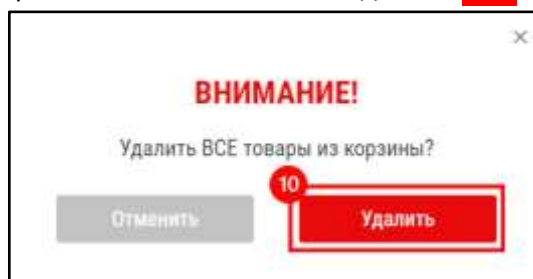 ВНИМАНИЕ!
Удалить ВСЕ товары из корзины?
10
Отменить
Удалить